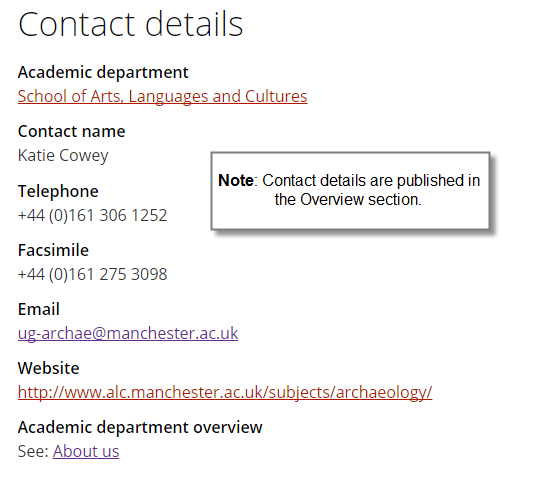 Contact details
Academic department
School of Arts, Languages and Cultures
Contact name
Katie Cowey
Telephone
+44 (0)161 306 1252
Facsimile
+44 (0)161 275 3098
Email
ug-archae@manchester.ac.uk
Website
http://www.alc.manchester.ac.uk/subjects/archaeology/
Academic department overview
See: About us
Note: Contact details are published in
the Overview section.